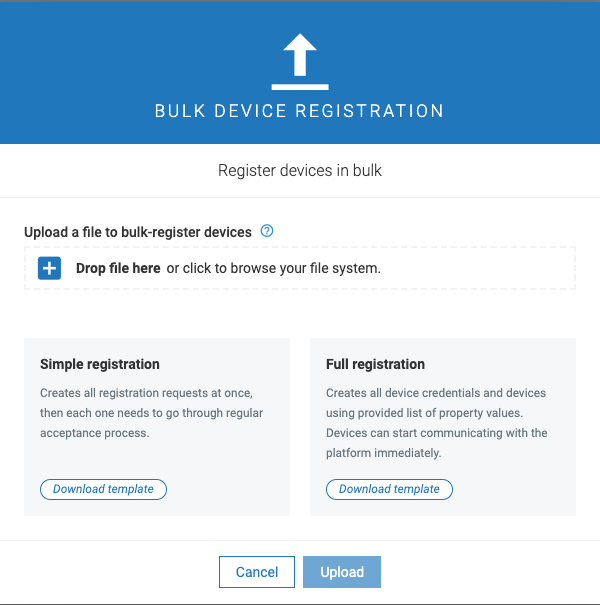 BULK DEVICE REGISTRATION
Register devices in bulk
Upload a file to bulk-register devices ?
Drop file here or click to browse your file system.
Simple registration
Creates all registration requests at once,
then each one needs to go through regular
acceptance process.
Download template
Full registration
Creates all device credentials and devices
using provided list of property values.
Devices can start communicating with the
platform immediately.
Download template
Cancel
Upload